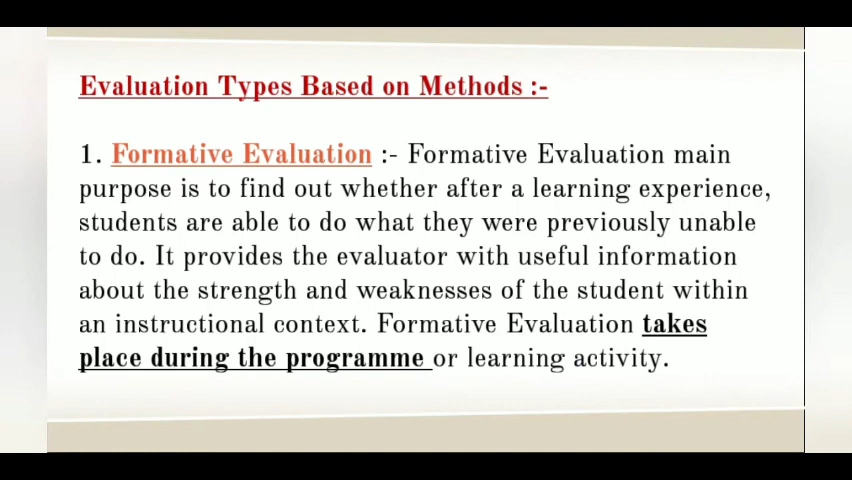 Evaluation Types Based on Methods :-
1. Formative Evaluation :- Formative Evaluation main
purpose is to find out whether after a learning experience,
students are able to do what they were previously unable
to do. It provides the evaluator with useful information
about the strength and weaknesses of the student within
an instructional context. Formative Evaluation takes
place during the programme or learning activity.